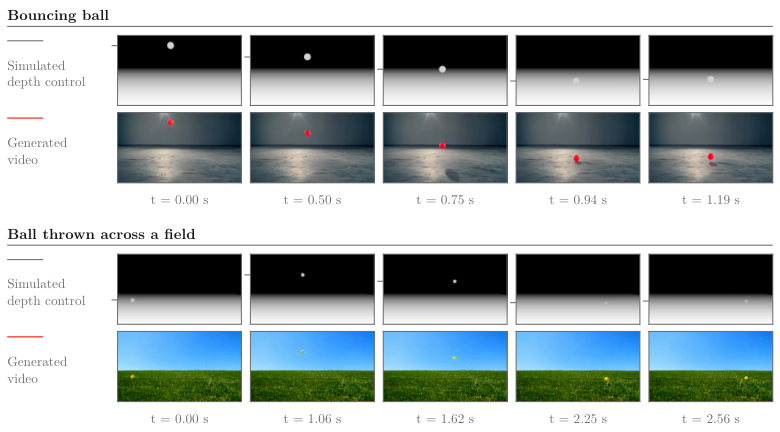 Bouncing ball
Simulated
depth control
Generated
video
t = 0.00 s
t = 0.50 s
t = 0.75 s
t = 0.94 s
t = 1.19 s
Ball thrown across a field
Simulated
depth control
Generated
video
t = 0.00 s
t = 1.06 s
t = 1.62 s
t = 2.25 s
t = 2.56 s